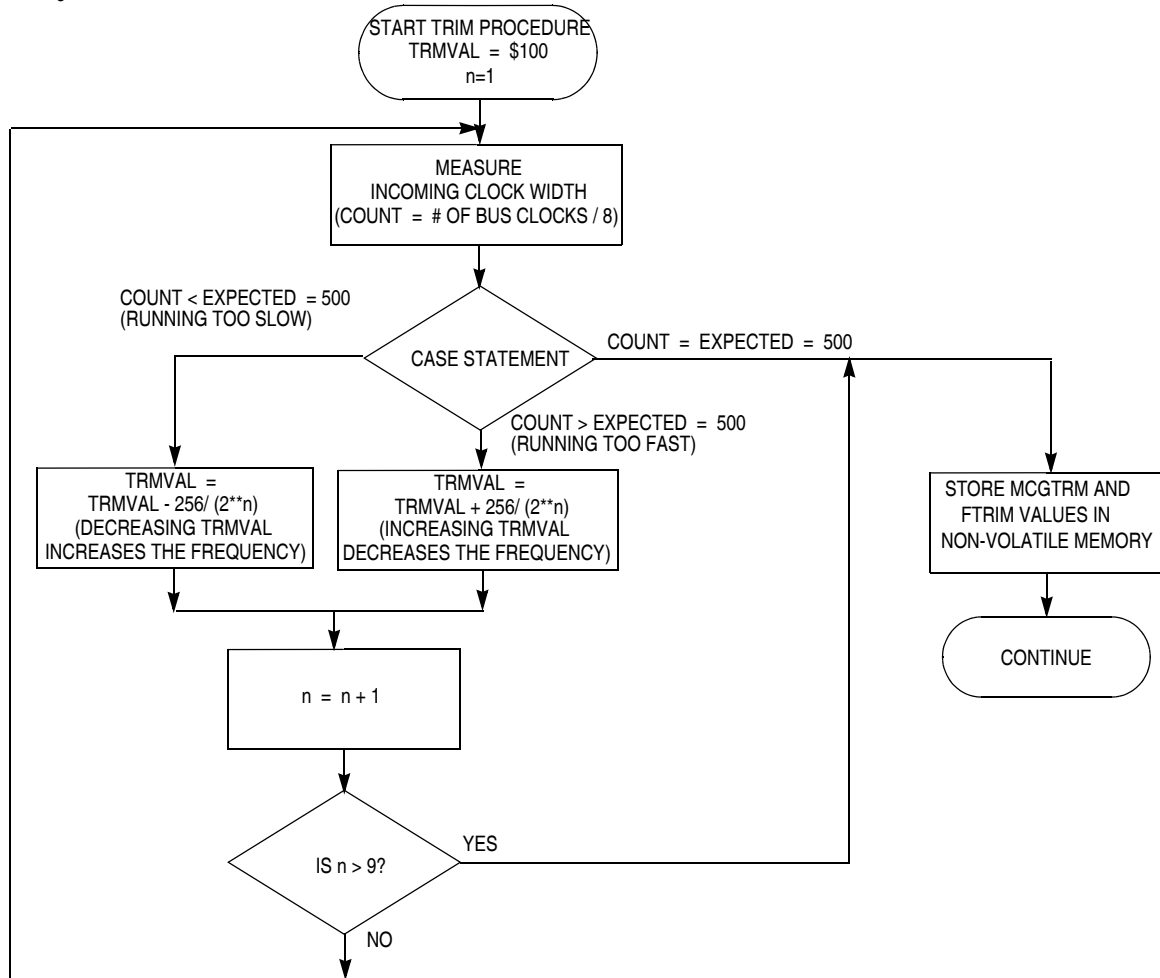 START TRIM PROCEDURE
TRMVAL = $100
n=1
MEASURE
INCOMING CLOCK WIDTH
(COUNT = # OF BUS CLOCKS / 8)
COUNT < EXPECTED = 500
(RUNNING TOO SLOW)
CASE STATEMENT
COUNT = EXPECTED = 500
COUNT > EXPECTED = 500
(RUNNING TOO FAST)
TRMVAL =
TRMVAL - 256/ (2**n)
(DECREASING TRMVAL
INCREASES THE FREQUENCY)
TRMVAL =
TRMVAL + 256/ (2**n)
(INCREASING TRMVAL
DECREASES THE FREQUENCY)
STORE MCGTRM AND
FTRIM VALUES IN
NON-VOLATILE MEMORY
CONTINUE
n = n + 1
IS n > 9?
YES
NO